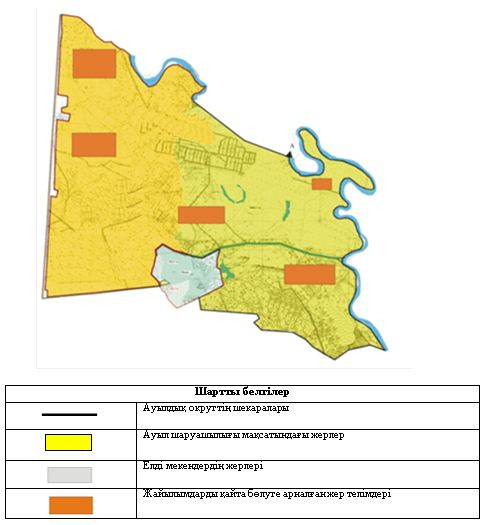 А
Шартты белгілер
Ауылдық округтің шекаралары
Ауыл шаруашылығы мақсатындағы жерлер
Елді мекендердің жерлері
Жайылымдарды қайта бөлуге арналған жер телімдері